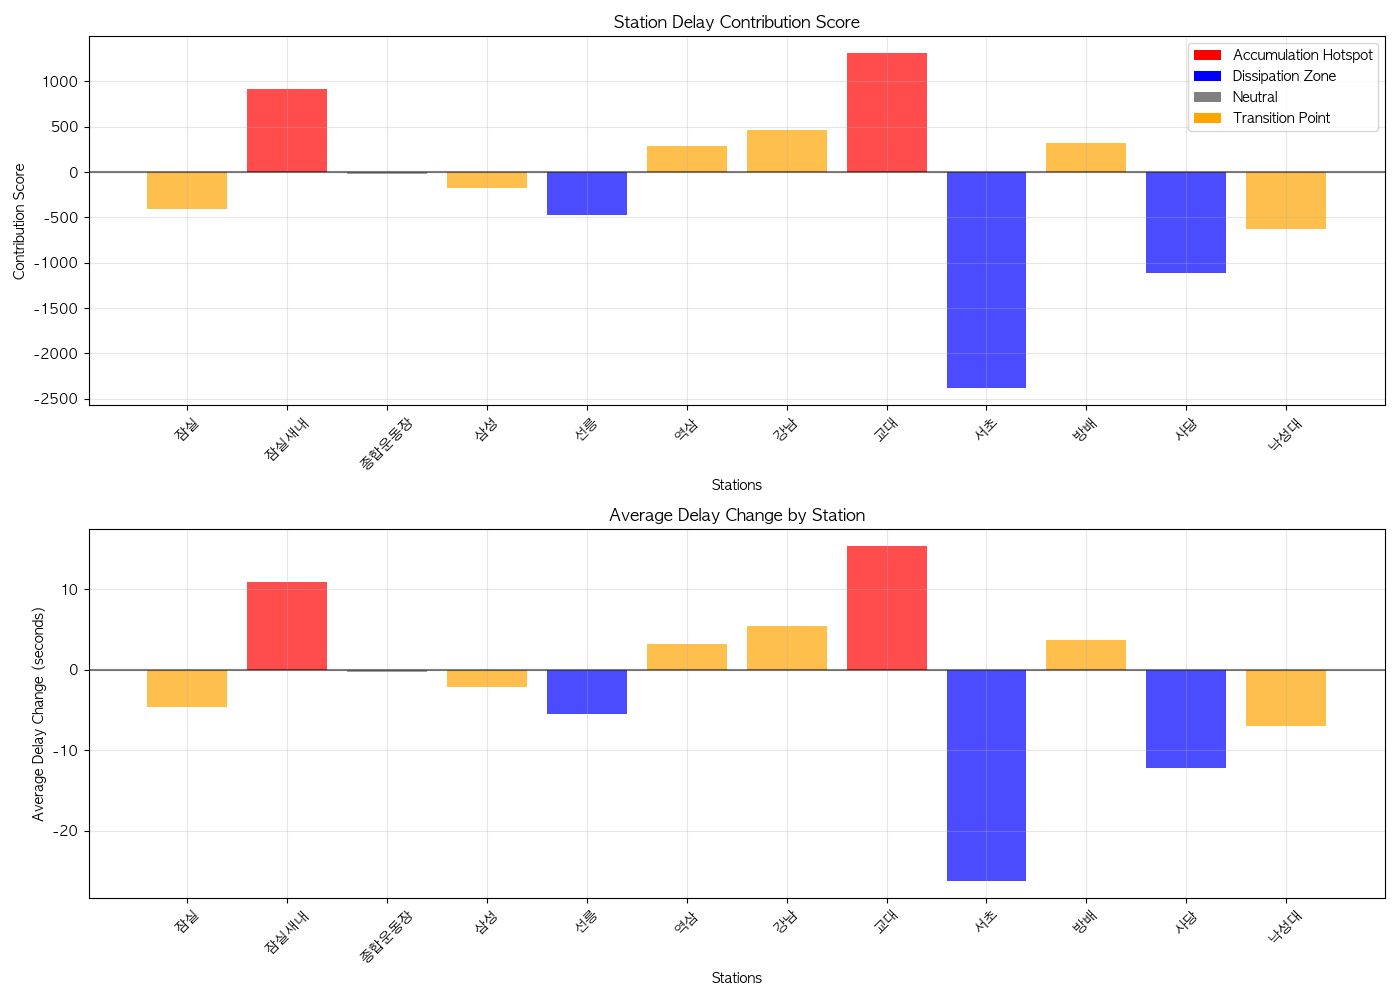 Station Delay Contribution Score
Accumulation Hotspot
Dissipation Zone
Neutral
Transition Point
Contribution Score
1000
500
0
-500
-1000
-1500
-2000
-2500
잠실
잠실새내
종합운동장
삼성
선릉
역삼
강남
교대
서초
방배
사당
낙성대
Stations
Average Delay Change by Station
Average Delay Change (seconds)
10
0
-10
-20
잠실
잠실새내
종합운동장
삼성
선릉
역삼
강남
교대
서초
방배
사당
낙성대
Stations